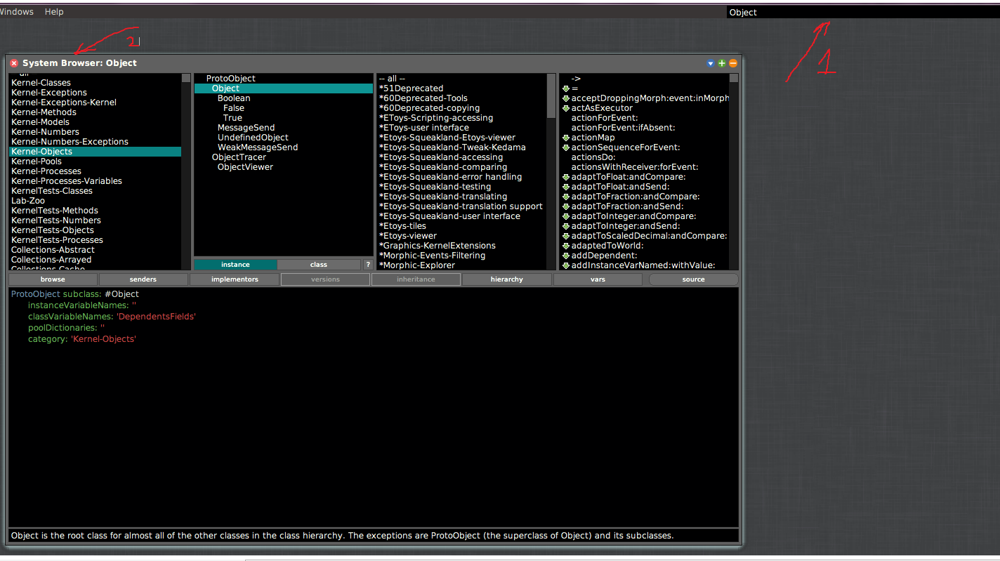 Windows Help
Object
2
1
System Browser: Object
Kernel-Classes
Kernel-Exceptions
Kernel-Exceptions-Kernel
Kernel-Methods
Kernel-Models
Kernel-Numbers
Kernel-Numbers-Exceptions
Kernel-Objects
Kernel-Pools
Kernel-Processes
Kernel-Processes-Variables
KernelTests-Classes
Lab-Zoo
KernelTests-Methods
KernelTests-Numbers
KernelTests-Objects
KernelTests-Processes
Collections-Abstract
Collections-Arrayed
Collections-Cache
ProtoObject
Object
Boolean
False
True
MessageSend
UndefinedObject
WeakMessageSend
ObjectTracer
ObjectViewer
instance class ?
-- all --
*51Deprecated
*60Deprecated-Tools
*60Deprecated-copying
*EToys-Scripting-accessing
*EToys-user interface
*Etoys-Squeakland-Etoys-viewer
*Etoys-Squeakland-Tweak-Kedama
*Etoys-Squeakland-accessing
*Etoys-Squeakland-comparing
*Etoys-Squeakland-error handling
*Etoys-Squeakland-testing
*Etoys-Squeakland-translating
*Etoys-Squeakland-translation support
*Etoys-Squeakland-user interface
*Etoys-tiles
*Etoys-viewer
*Graphics-KernelExtensions
*Morphic-Events-Filtering
*Morphic-Explorer
->
=
acceptDroppingMorph:event:inMorph
actAsExecutor
actionForEvent:
actionForEvent:ifAbsent:
actionMap
actionSequenceForEvent:
actionsDo:
actionsWithReceiver:forEvent:
adaptToFloat:andCompare:
adaptToFloat:andSend:
adaptToFraction:andCompare:
adaptToFraction:andSend:
adaptToInteger:andCompare:
adaptToInteger:andSend:
adaptToScaledDecimal:andCompare:
adaptedToWorld:
addDependent:
addInstanceVarNamed:withValue:
browse senders implementors versions inheritance hierarchy vars source
ProtoObject subclass: #Object
instanceVariableNames: ''
classVariableNames: 'DependentsFields'
poolDictionaries: ''
category: 'Kernel-Objects'
Object is the root class for almost all of the other classes in the class hierarchy. The exceptions are ProtoObject (the superclass of Object) and its subclasses.